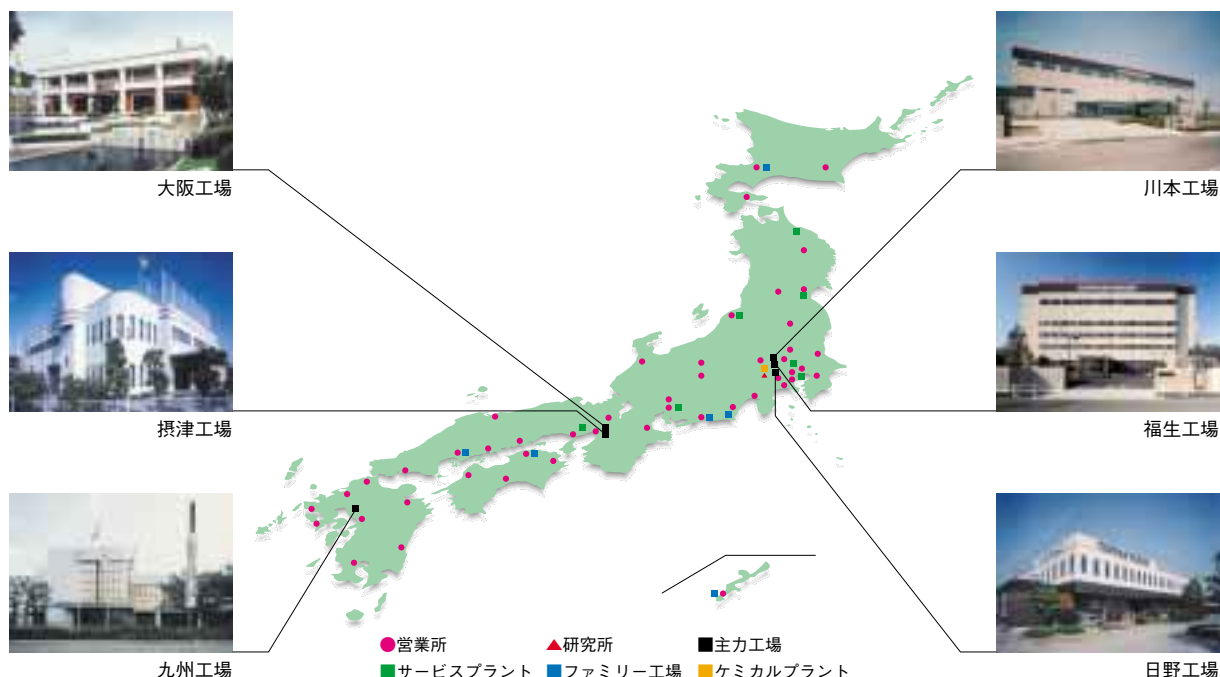 大阪工場
川本工場
摂津工場
福生工場
九州工場
日野工場
営業所
研究所
主力工場
サービスプラント
ファミリー工場
ケミカルプラント